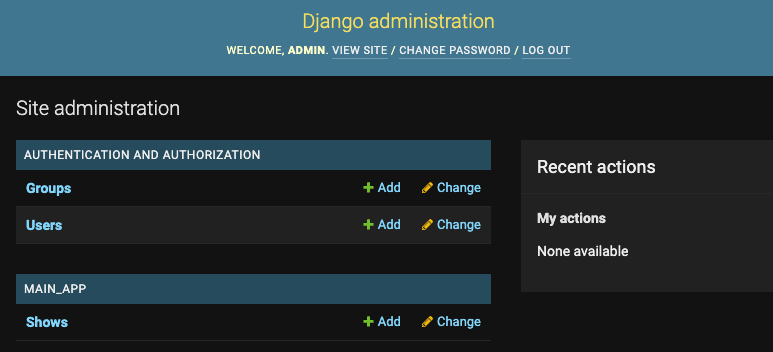 Django administration
WELCOME, ADMIN. VIEW SITE / CHANGE PASSWORD / LOG OUT
Site administration
AUTHENTICATION AND AUTHORIZATION
Groups Add Change
Users Add Change
MAIN_APP
Shows Add Change
Recent actions
My actions
None available